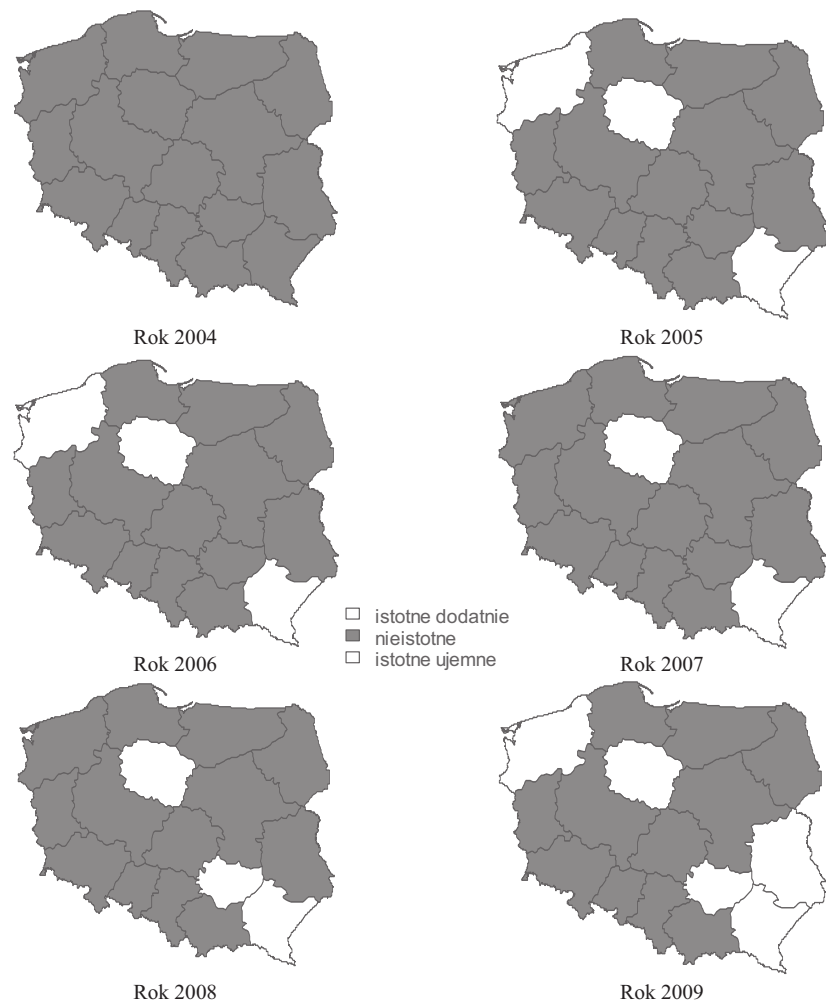 Rok 2004
Rok 2005
istotne dodatnie
nieistotne
istotne ujemne
Rok 2006
Rok 2007
Rok 2008
Rok 2009